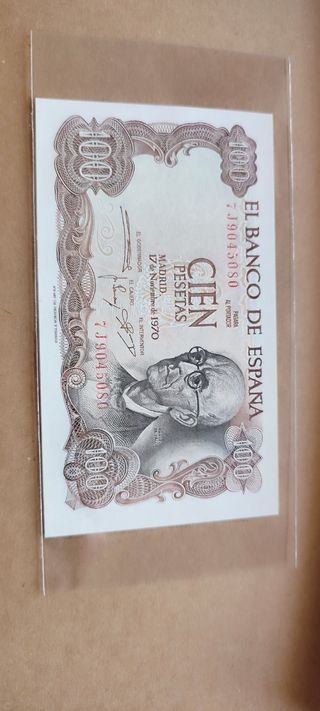 EL BANCO DE ESPAÑA
100
100
7J9045080
PAGARÁ
AL PORTADOR
CIEN
PESETAS
MADRID
17 de Noviembre de 1970
EL GOBERNADOR
EL INTERVENTOR
EL CAJERO
7J9045080
100
100